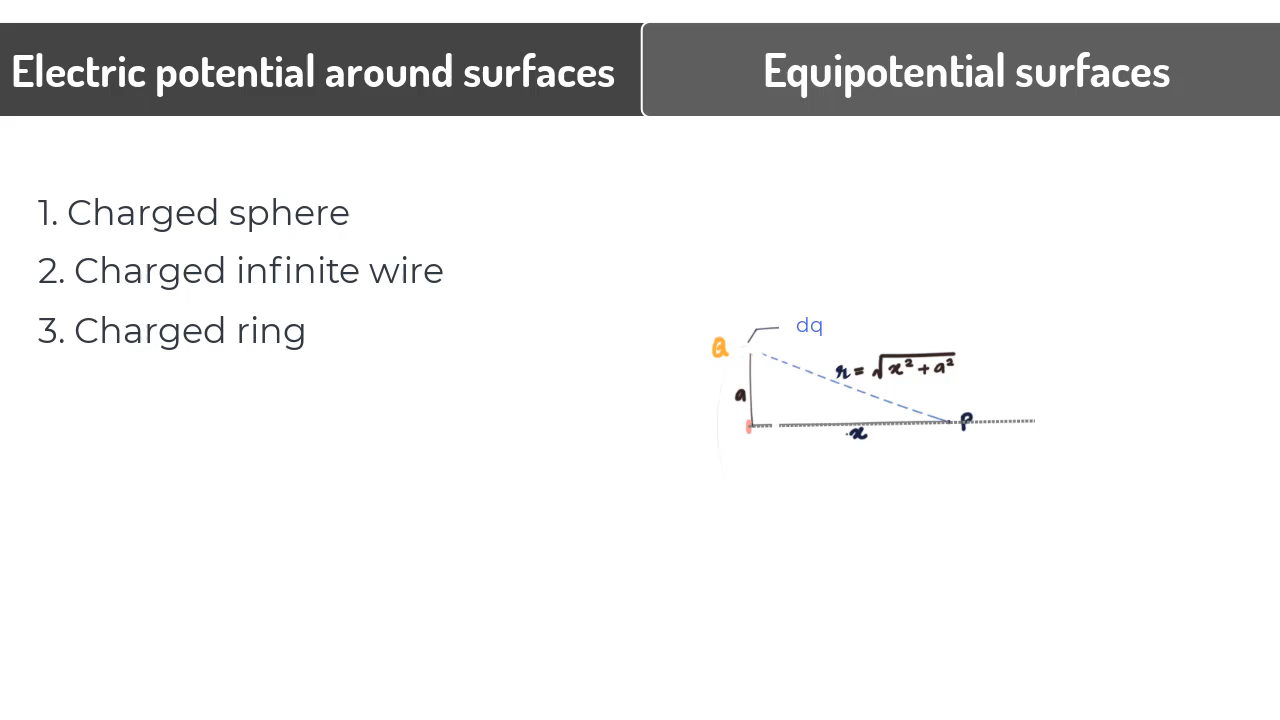 Electric potential around surfaces
Equipotential surfaces
1. Charged sphere
2. Charged infinite wire
3. Charged ring
dq
Q
r = √x² + a²
a
x
P